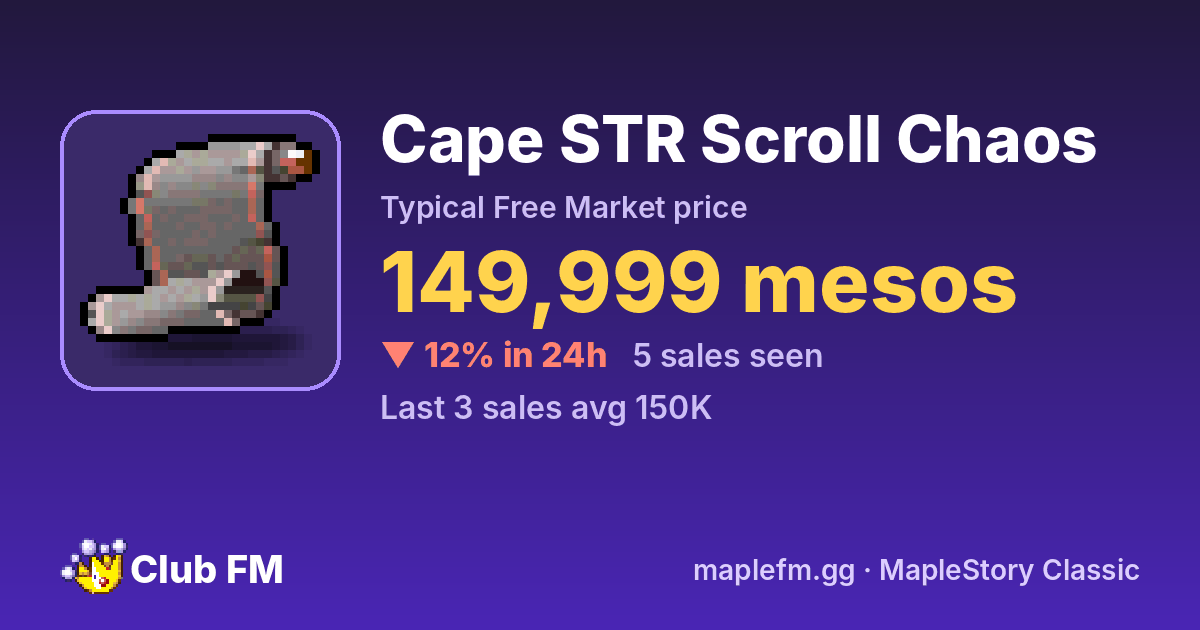 Cape STR Scroll Chaos
Typical Free Market price
149,999 mesos
▼ 12% in 24h 5 sales seen
Last 3 sales avg 150K
Club FM
maplefm.gg · MapleStory Classic